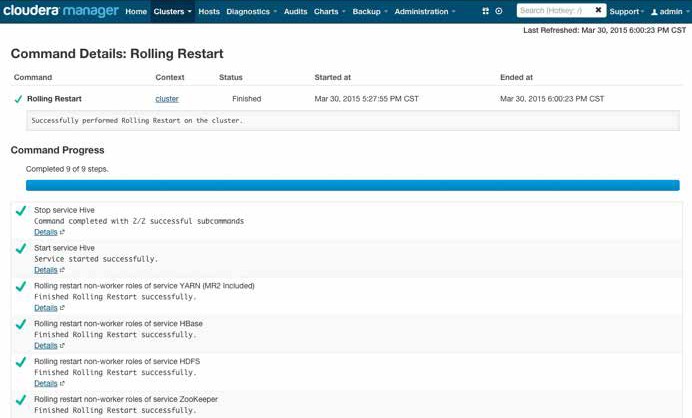 cloudera manager Home Clusters Hosts Diagnostics Audits Charts Backup Administration Search (Hotkey: /) Support admin
Last Refreshed: Mar 30, 2015 6:00:23 PM CST
Command Details: Rolling Restart
Command Context Status Started at Ended at
Rolling Restart cluster Finished Mar 30, 2015 5:27:55 PM CST Mar 30, 2015 6:00:23 PM CST
Successfully performed Rolling Restart on the cluster.
Command Progress
Completed 9 of 9 steps.
Stop service Hive
Command completed with 2/2 successful subcommands
Details
Start service Hive
Service started successfully.
Details
Rolling restart non-worker roles of service YARN (MR2 Included)
Finished Rolling Restart successfully.
Details
Rolling restart non-worker roles of service HBase
Finished Rolling Restart successfully.
Details
Rolling restart non-worker roles of service HDFS
Finished Rolling Restart successfully.
Details
Rolling restart non-worker roles of service ZooKeeper
Finished Rolling Restart successfully.